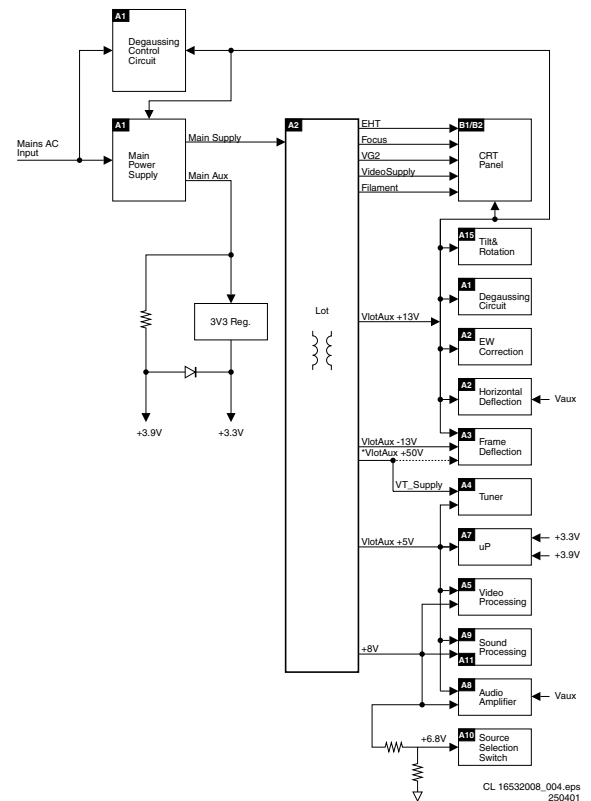 A1
Degaussing
Control
Circuit
A1
Main
Power
Supply
Mains AC
Input
Main Supply
Main Aux
3V3 Reg.
+3.9V
+3.3V
A2
Lot
EHT
Focus
VG2
VideoSupply
Filament
VlotAux +13V
VlotAux -13V
*VlotAux +50V
VT_Supply
VlotAux +5V
+8V
+6.8V
B1/B2
CRT
Panel
A15
Tilt&
Rotation
A1
Degaussing
Circuit
A2
EW
Correction
A2
Horizontal
Deflection
Vaux
A3
Frame
Deflection
A4
Tuner
A7
uP
+3.3V
+3.9V
A5
Video
Processing
A9
Sound
Processing
A11
A8
Audio
Amplifier
Vaux
A10
Source
Selection
Switch
CL 16532008_004.eps
250401